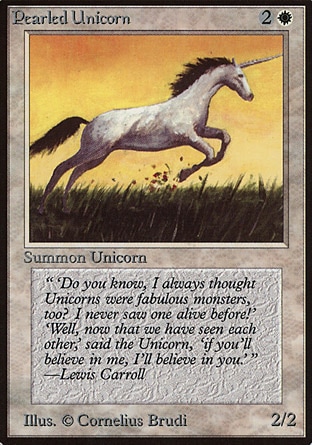 Pearled Unicorn 2
Summon Unicorn
“ ‘Do you know, I always thought
Unicorns were fabulous monsters,
too? I never saw one alive before!’
‘Well, now that we have seen each
other,’ said the Unicorn, ‘if you’ll
believe in me, I’ll believe in you.’ ”
—Lewis Carroll
Illus. © Cornelius Brudi 2/2